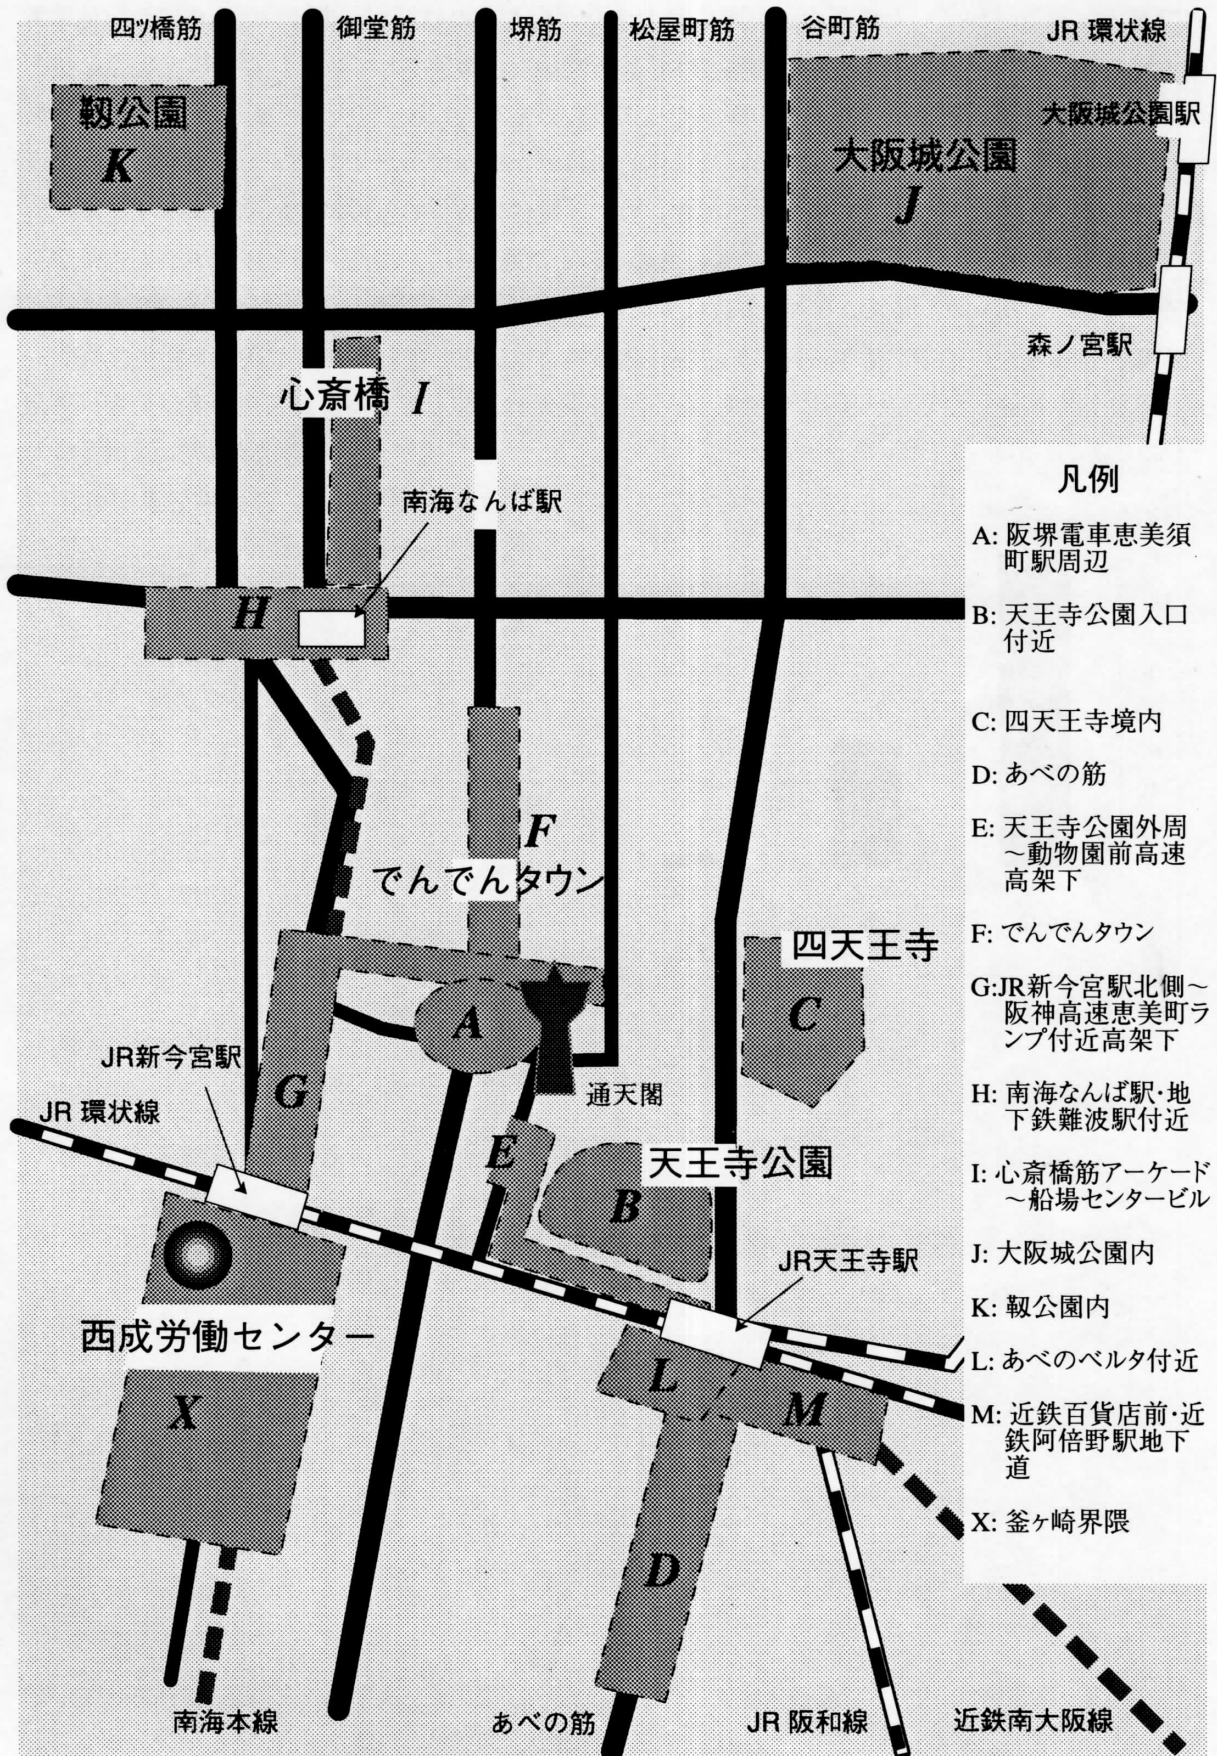 四ツ橋筋
御堂筋
堺筋
松屋町筋
谷町筋
JR 環状線
靱公園
K
大阪城公園
J
大阪城公園駅
森ノ宮駅
心斎橋
I
南海なんば駅
H
F
でんでんタウン
四天王寺
C
A
通天閣
G
JR新今宮駅
JR 環状線
E
天王寺公園
B
JR天王寺駅
西成労働センター
X
L
M
D
南海本線
あべの筋
JR 阪和線
近鉄南大阪線
凡例
A: 阪堺電車恵美須
町駅周辺
B: 天王寺公園入口
付近
C: 四天王寺境内
D: あべの筋
E: 天王寺公園外周
～動物園前高速
高架下
F: でんでんタウン
G:JR新今宮駅北側～
阪神高速恵美町ラ
ンプ付近高架下
H: 南海なんば駅・地
下鉄難波駅付近
I: 心斎橋筋アーケード
～船場センタービル
J: 大阪城公園内
K: 靱公園内
L: あべのベルタ付近
M: 近鉄百貨店前・近
鉄阿倍野駅地下
道
X: 釜ヶ崎界隈